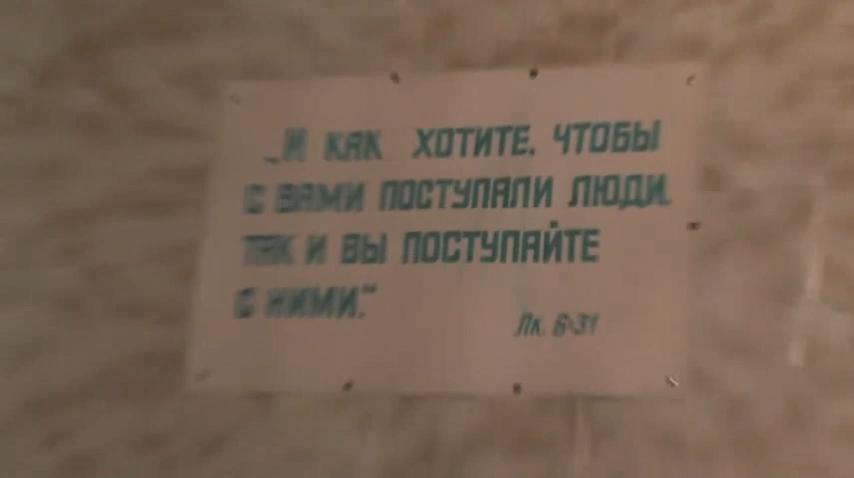 „И КАК ХОТИТЕ, ЧТОБЫ
С ВАМИ ПОСТУПАЛИ ЛЮДИ,
ТАК И ВЫ ПОСТУПАЙТЕ
С НИМИ."
Лк. 6:31